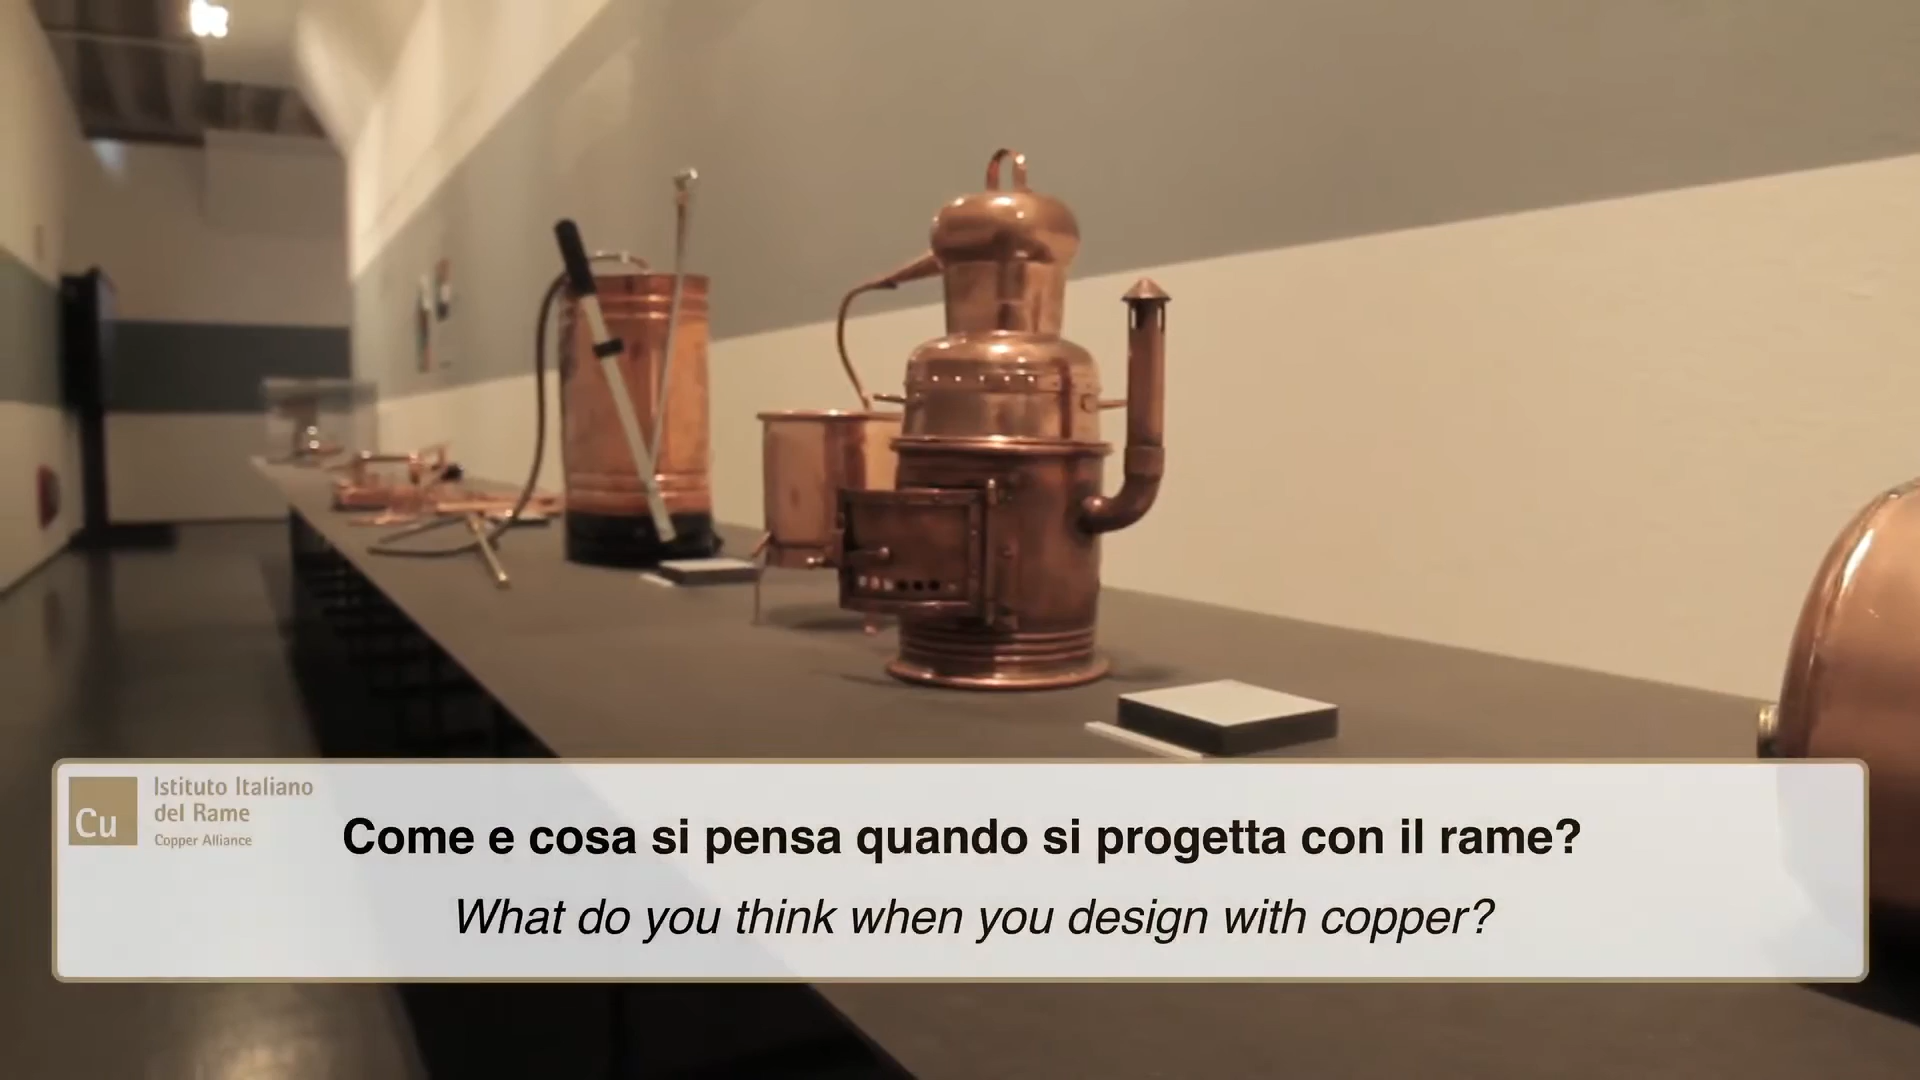 Cu
Istituto Italiano
del Rame
Copper Alliance
Come e cosa si pensa quando si progetta con il rame?
What do you think when you design with copper?